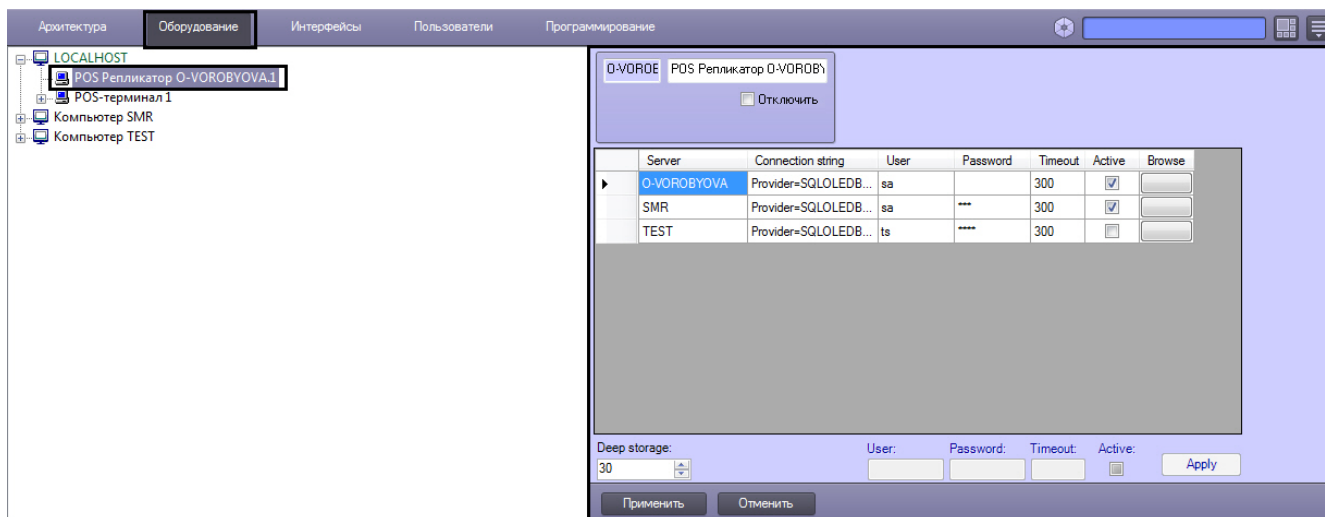 Архитектура Оборудование Интерфейсы Пользователи Программирование
LOCALHOST
POS Репликатор O-VOROBYOVA.1
POS-терминал 1
Компьютер SMR
Компьютер TEST
O-VOROE POS Репликатор O-VOROBY
Отключить
Server Connection string User Password Timeout Active Browse
O-VOROBYOVA Provider=SQLOLEDB... sa 300
SMR Provider=SQLOLEDB... sa *** 300
TEST Provider=SQLOLEDB... ts **** 300
Deep storage: User: Password: Timeout: Active:
30 Apply
Применить Отменить